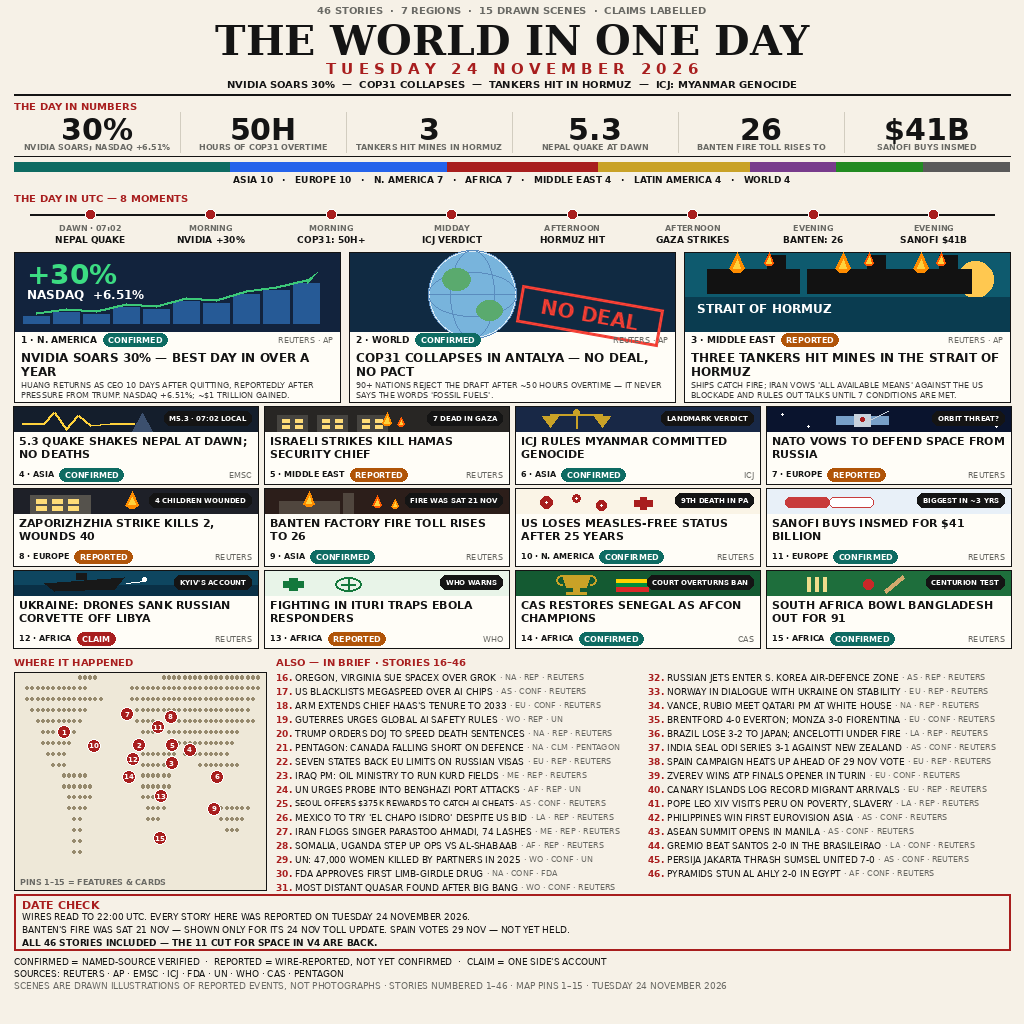 46 STORIES · 7 REGIONS · 15 DRAWN SCENES · CLAIMS LABELLED
THE WORLD IN ONE DAY
TUESDAY 24 NOVEMBER 2026
NVIDIA SOARS 30% — COP31 COLLAPSES — TANKERS HIT IN HORMUZ — ICJ: MYANMAR GENOCIDE
THE DAY IN NUMBERS
30%
NVIDIA SOARS; NASDAQ +6.51%
50H
HOURS OF COP31 OVERTIME
3
TANKERS HIT MINES IN HORMUZ
5.3
NEPAL QUAKE AT DAWN
26
BANTEN FIRE TOLL RISES TO
$41B
SANOFI BUYS INSMED
ASIA 10 · EUROPE 10 · N. AMERICA 7 · AFRICA 7 · MIDDLE EAST 4 · LATIN AMERICA 4 · WORLD 4
THE DAY IN UTC — 8 MOMENTS
DAWN · 07:02
NEPAL QUAKE
MORNING
NVIDIA +30%
MORNING
COP31: 50H+
MIDDAY
ICJ VERDICT
AFTERNOON
HORMUZ HIT
AFTERNOON
GAZA STRIKES
EVENING
BANTEN: 26
EVENING
SANOFI $41B
+30%
NASDAQ +6.51%
1 · N. AMERICA CONFIRMED REUTERS · AP
NVIDIA SOARS 30% — BEST DAY IN OVER A
YEAR
HUANG RETURNS AS CEO 10 DAYS AFTER QUITTING, REPORTEDLY AFTER
PRESSURE FROM TRUMP. NASDAQ +6.51%; ~$1 TRILLION GAINED.
NO DEAL
2 · WORLD CONFIRMED REUTERS · AP
COP31 COLLAPSES IN ANTALYA — NO DEAL,
NO PACT
90+ NATIONS REJECT THE DRAFT AFTER ~50 HOURS OVERTIME — IT NEVER
SAYS THE WORDS 'FOSSIL FUELS'.
STRAIT OF HORMUZ
3 · MIDDLE EAST REPORTED REUTERS · AP
THREE TANKERS HIT MINES IN THE STRAIT OF
HORMUZ
SHIPS CATCH FIRE; IRAN VOWS 'ALL AVAILABLE MEANS' AGAINST THE US
BLOCKADE AND RULES OUT TALKS UNTIL 7 CONDITIONS ARE MET.
M5.3 · 07:02 LOCAL
5.3 QUAKE SHAKES NEPAL AT DAWN;
NO DEATHS
4 · ASIA CONFIRMED EMSC
7 DEAD IN GAZA
ISRAELI STRIKES KILL HAMAS
SECURITY CHIEF
5 · MIDDLE EAST REPORTED REUTERS
LANDMARK VERDICT
ICJ RULES MYANMAR COMMITTED
GENOCIDE
6 · ASIA CONFIRMED ICJ
ORBIT THREAT?
NATO VOWS TO DEFEND SPACE FROM
RUSSIA
7 · EUROPE REPORTED REUTERS
4 CHILDREN WOUNDED
ZAPORIZHZHIA STRIKE KILLS 2,
WOUNDS 40
8 · EUROPE REPORTED REUTERS
FIRE WAS SAT 21 NOV
BANTEN FACTORY FIRE TOLL RISES
TO 26
9 · ASIA CONFIRMED REUTERS
9TH DEATH IN PA
US LOSES MEASLES-FREE STATUS
AFTER 25 YEARS
10 · N. AMERICA CONFIRMED REUTERS
BIGGEST IN ~3 YRS
SANOFI BUYS INSMED FOR $41
BILLION
11 · EUROPE CONFIRMED REUTERS
KYIV'S ACCOUNT
UKRAINE: DRONES SANK RUSSIAN
CORVETTE OFF LIBYA
12 · AFRICA CLAIM REUTERS
WHO WARNS
FIGHTING IN ITURI TRAPS EBOLA
RESPONDERS
13 · AFRICA REPORTED WHO
COURT OVERTURNS BAN
CAS RESTORES SENEGAL AS AFCON
CHAMPIONS
14 · AFRICA CONFIRMED CAS
CENTURION TEST
SOUTH AFRICA BOWL BANGLADESH
OUT FOR 91
15 · AFRICA CONFIRMED REUTERS
WHERE IT HAPPENED
1
7
8
11
10
2
5
4
12
3
14
6
13
9
15
PINS 1–15 = FEATURES & CARDS
ALSO — IN BRIEF · STORIES 16–46
16. OREGON, VIRGINIA SUE SPACEX OVER GROK · NA · REP · REUTERS
17. US BLACKLISTS MEGASPEED OVER AI CHIPS · AS · CONF · REUTERS
18. ARM EXTENDS CHIEF HAAS'S TENURE TO 2033 · EU · CONF · REUTERS
19. GUTERRES URGES GLOBAL AI SAFETY RULES · WO · REP · UN
20. TRUMP ORDERS DOJ TO SPEED DEATH SENTENCES · NA · REP · REUTERS
21. PENTAGON: CANADA FALLING SHORT ON DEFENCE · NA · CLM · PENTAGON
22. SEVEN STATES BACK EU LIMITS ON RUSSIAN VISAS · EU · REP · REUTERS
23. IRAQ PM: OIL MINISTRY TO RUN KURD FIELDS · ME · REP · REUTERS
24. UN URGES PROBE INTO BENGHAZI PORT ATTACKS · AF · REP · UN
25. SEOUL OFFERS $375K REWARDS TO CATCH AI CHEATS · AS · CONF · REUTERS
26. MEXICO TO TRY 'EL CHAPO ISIDRO' DESPITE US BID · LA · REP · REUTERS
27. IRAN FLOGS SINGER PARASTOO AHMADI, 74 LASHES · ME · REP · REUTERS
28. SOMALIA, UGANDA STEP UP OPS VS AL-SHABAAB · AF · REP · REUTERS
29. UN: 47,000 WOMEN KILLED BY PARTNERS IN 2025 · WO · CONF · UN
30. FDA APPROVES FIRST LIMB-GIRDLE DRUG · NA · CONF · FDA
31. MOST DISTANT QUASAR FOUND AFTER BIG BANG · WO · CONF · REUTERS
32. RUSSIAN JETS ENTER S. KOREA AIR-DEFENCE ZONE · AS · REP · REUTERS
33. NORWAY IN DIALOGUE WITH UKRAINE ON STABILITY · EU · REP · REUTERS
34. VANCE, RUBIO MEET QATARI PM AT WHITE HOUSE · NA · REP · REUTERS
35. BRENTFORD 4-0 EVERTON; MONZA 3-0 FIORENTINA · EU · CONF · REUTERS
36. BRAZIL LOSE 3-2 TO JAPAN; ANCELOTTI UNDER FIRE · LA · REP · REUTERS
37. INDIA SEAL ODI SERIES 3-1 AGAINST NEW ZEALAND · AS · CONF · REUTERS
38. SPAIN CAMPAIGN HEATS UP AHEAD OF 29 NOV VOTE · EU · REP · REUTERS
39. ZVEREV WINS ATP FINALS OPENER IN TURIN · EU · CONF · REUTERS
40. CANARY ISLANDS LOG RECORD MIGRANT ARRIVALS · EU · REP · REUTERS
41. POPE LEO XIV VISITS PERU ON POVERTY, SLAVERY · LA · REP · REUTERS
42. PHILIPPINES WIN FIRST EUROVISION ASIA · AS · CONF · REUTERS
43. ASEAN SUMMIT OPENS IN MANILA · AS · CONF · REUTERS
44. GREMIO BEAT SANTOS 2-0 IN THE BRASILEIRAO · LA · CONF · REUTERS
45. PERSIJA JAKARTA THRASH SUMSEL UNITED 7-0 · AS · CONF · REUTERS
46. PYRAMIDS STUN AL AHLY 2-0 IN EGYPT · AF · CONF · REUTERS
DATE CHECK
WIRES READ TO 22:00 UTC. EVERY STORY HERE WAS REPORTED ON TUESDAY 24 NOVEMBER 2026.
BANTEN'S FIRE WAS SAT 21 NOV — SHOWN ONLY FOR ITS 24 NOV TOLL UPDATE. SPAIN VOTES 29 NOV — NOT YET HELD.
ALL 46 STORIES INCLUDED — THE 11 CUT FOR SPACE IN V4 ARE BACK.
CONFIRMED = NAMED-SOURCE VERIFIED · REPORTED = WIRE-REPORTED, NOT YET CONFIRMED · CLAIM = ONE SIDE'S ACCOUNT
SOURCES: REUTERS · AP · EMSC · ICJ · FDA · UN · WHO · CAS · PENTAGON
SCENES ARE DRAWN ILLUSTRATIONS OF REPORTED EVENTS, NOT PHOTOGRAPHS · STORIES NUMBERED 1–46 · MAP PINS 1–15 · TUESDAY 24 NOVEMBER 2026